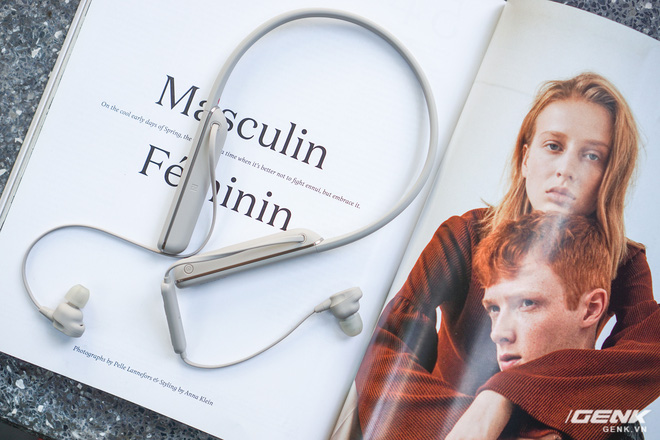 Masculin
On the cool early days of Spring, the time when it's better not to fight ennui, but embrace it.
Féminin
Photographs by Pelle Lannefors & Styling by Anna Klein
GENK
GENK.VN